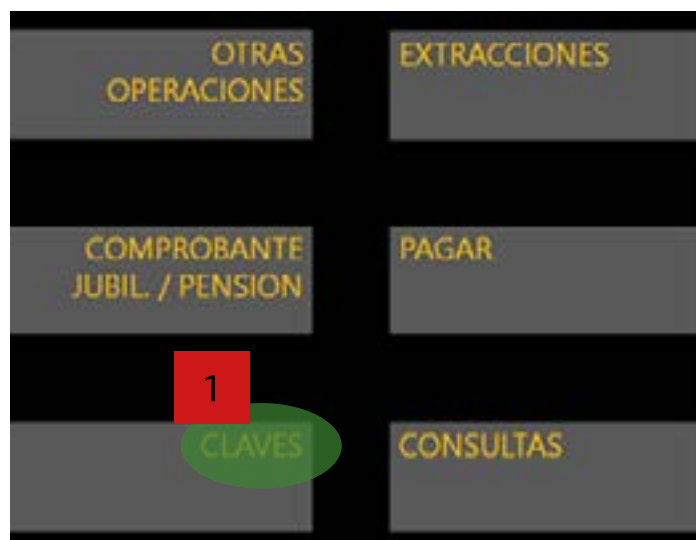 OTRAS
OPERACIONES
EXTRACCIONES
COMPROBANTE
JUBIL. / PENSION
PAGAR
1
CLAVES
CONSULTAS